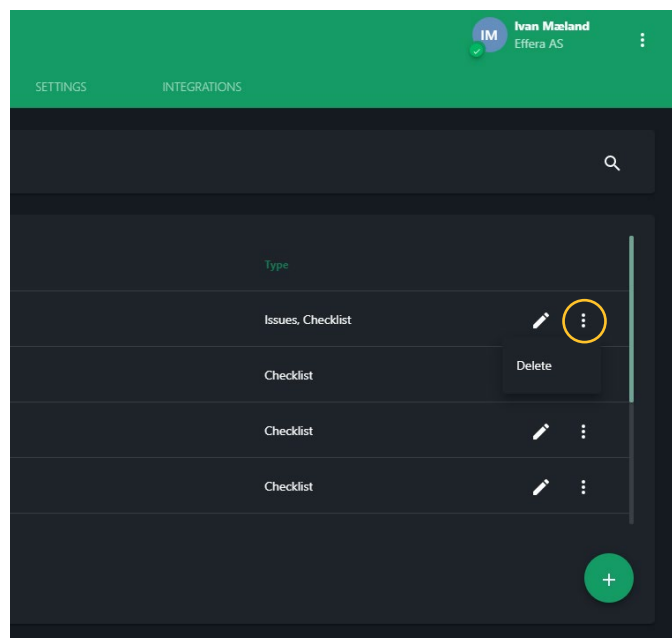 IM
Ivan Mæland
Effera AS
SETTINGS INTEGRATIONS
Type
Issues, Checklist
Delete
Checklist
Checklist
Checklist